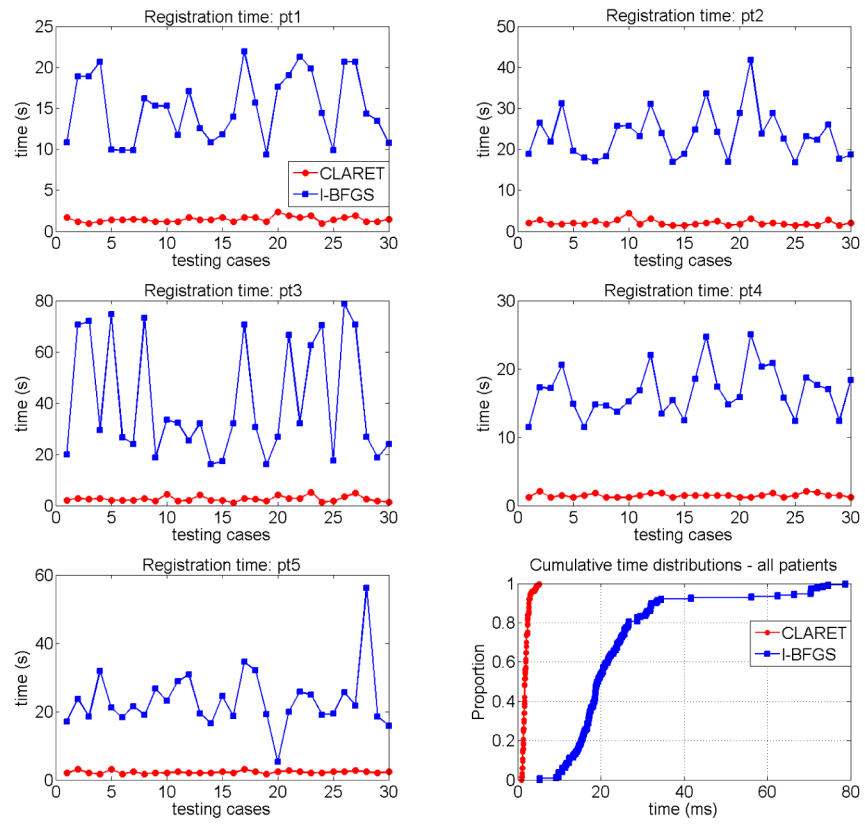 Registration time: pt1
25
20
15
10
5
0
time (s)
CLARET
l-BFGS
0 5 10 15 20 25 30
testing cases
Registration time: pt2
50
40
30
20
10
0
time (s)
0 5 10 15 20 25 30
testing cases
Registration time: pt3
80
60
40
20
0
time (s)
0 5 10 15 20 25 30
testing cases
Registration time: pt4
30
20
10
0
time (s)
0 5 10 15 20 25 30
testing cases
Registration time: pt5
60
40
20
0
time (s)
0 5 10 15 20 25 30
testing cases
Cumulative time distributions - all patients
1
0.8
0.6
0.4
0.2
0
Proportion
CLARET
l-BFGS
0 20 40 60 80
time (ms)